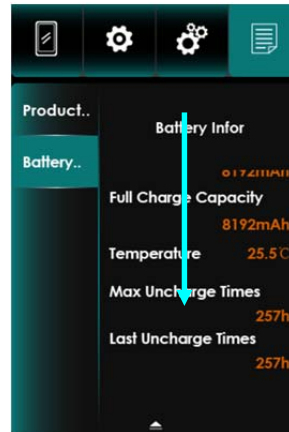 Product..
Battery Infor
Battery..
8192mAh
Full Charge Capacity
8192mAh
Temperature
25.5℃
Max Uncharge Times
257h
Last Uncharge Times
257h